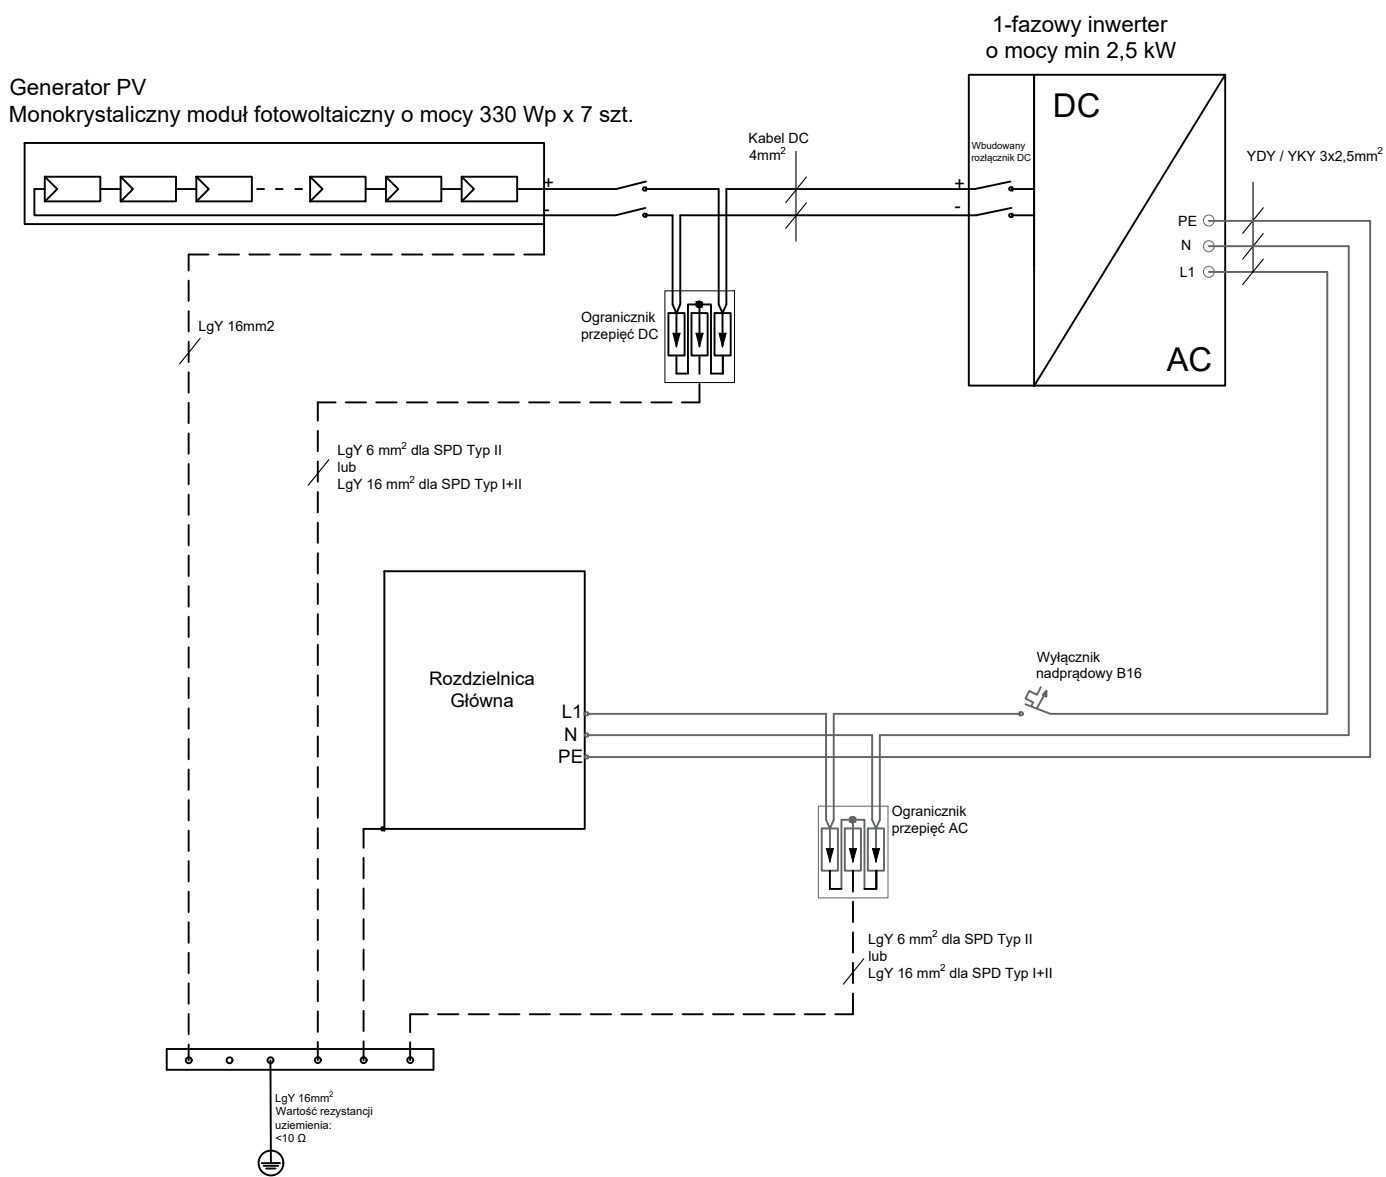 1-fazowy inwerter
o mocy min 2,5 kW
Generator PV
Monokrystaliczny moduł fotowoltaiczny o mocy 330 Wp x 7 szt.
DC
Kabel DC
4mm²
Wbudowany
rozłącznik DC
YDY / YKY 3x2,5mm²
+
-
+
-
PE
N
L1
AC
LgY 16mm2
Ogranicznik
przepięć DC
LgY 6 mm² dla SPD Typ II
lub
LgY 16 mm² dla SPD Typ I+II
Rozdzielnica
Główna
L1
N
PE
Wyłącznik
nadprądowy B16
Ogranicznik
przepięć AC
LgY 6 mm² dla SPD Typ II
lub
LgY 16 mm² dla SPD Typ I+II
LgY 16mm²
Wartość rezystancji
uziemienia:
<10 Ω